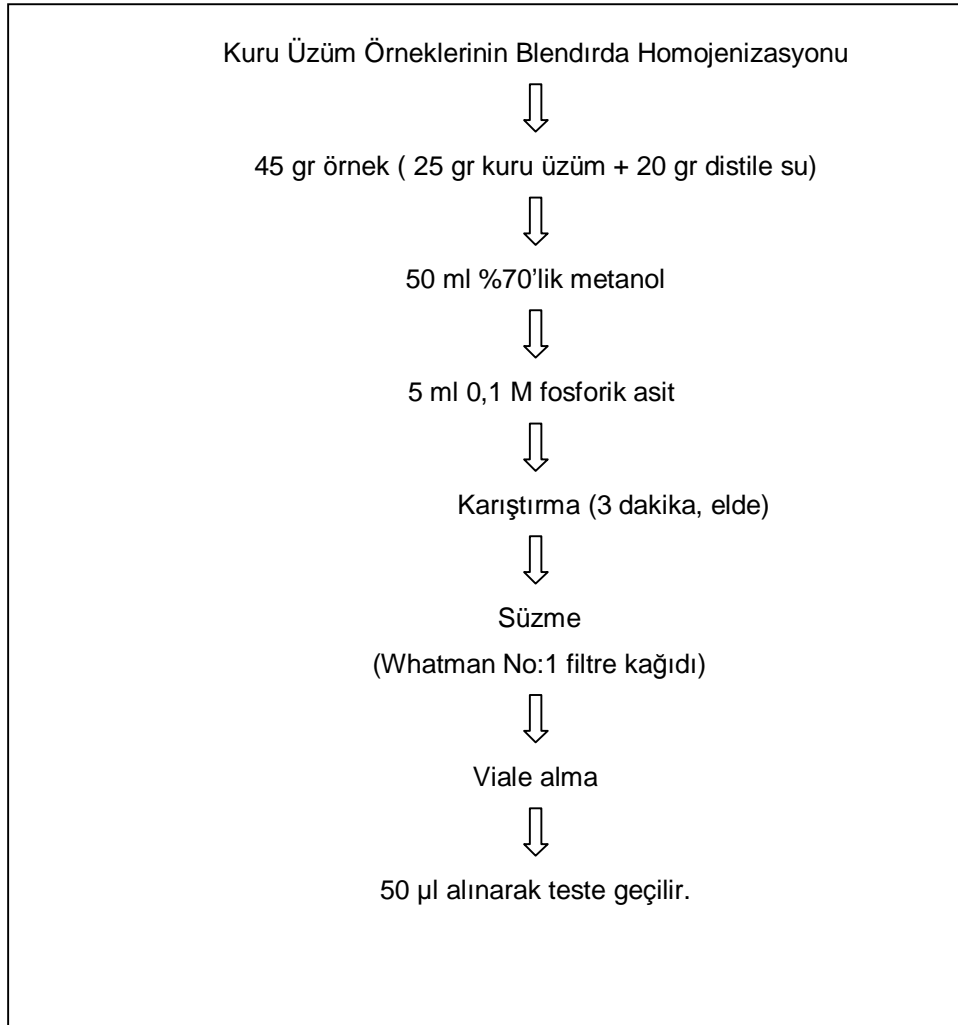 Kuru Üzüm Örneklerinin Blendırda Homojenizasyonu
45 gr örnek ( 25 gr kuru üzüm + 20 gr distile su)
50 ml %70’lik metanol
5 ml 0,1 M fosforik asit
Karıştırma (3 dakika, elde)
Süzme
(Whatman No:1 filtre kağıdı)
Viale alma
50 µl alınarak teste geçilir.